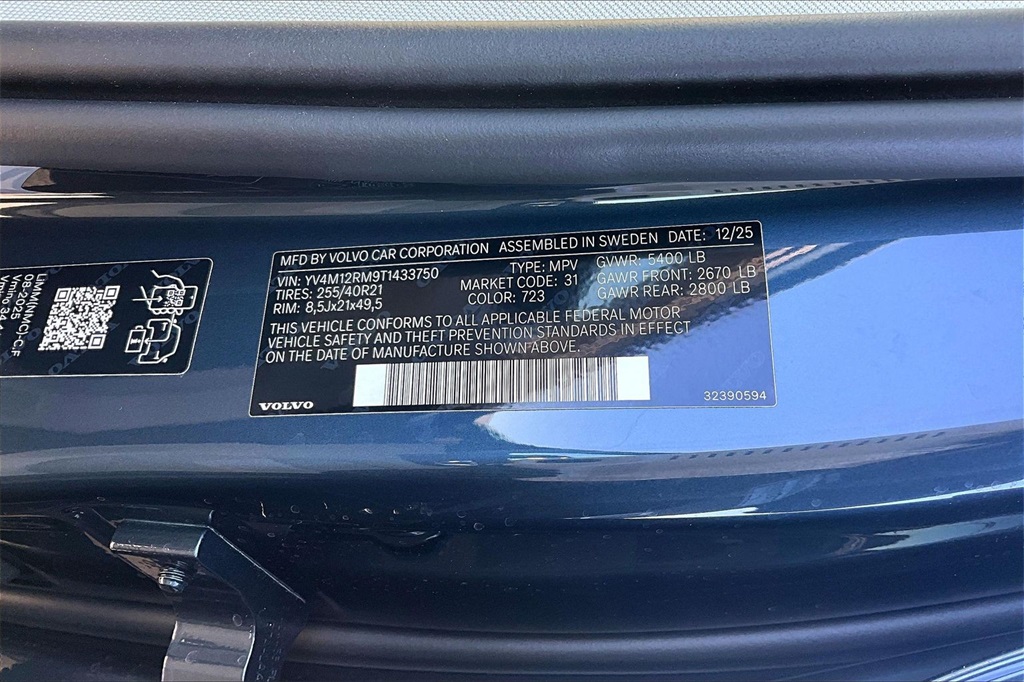 MFD BY VOLVO CAR CORPORATION ASSEMBLED IN SWEDEN DATE: 12/25
VIN: YV4M12RM9T1433750 TYPE: MPV GVWR: 5400 LB
TIRES: 255/40R21 MARKET CODE: 31 GAWR FRONT: 2670 LB
RIM: 8,5Jx21x49,5 COLOR: 723 GAWR REAR: 2800 LB
THIS VEHICLE CONFORMS TO ALL APPLICABLE FEDERAL MOTOR
VEHICLE SAFETY AND THEFT PREVENTION STANDARDS IN EFFECT
ON THE DATE OF MANUFACTURE SHOWN ABOVE.
VOLVO 32390594
08-2025